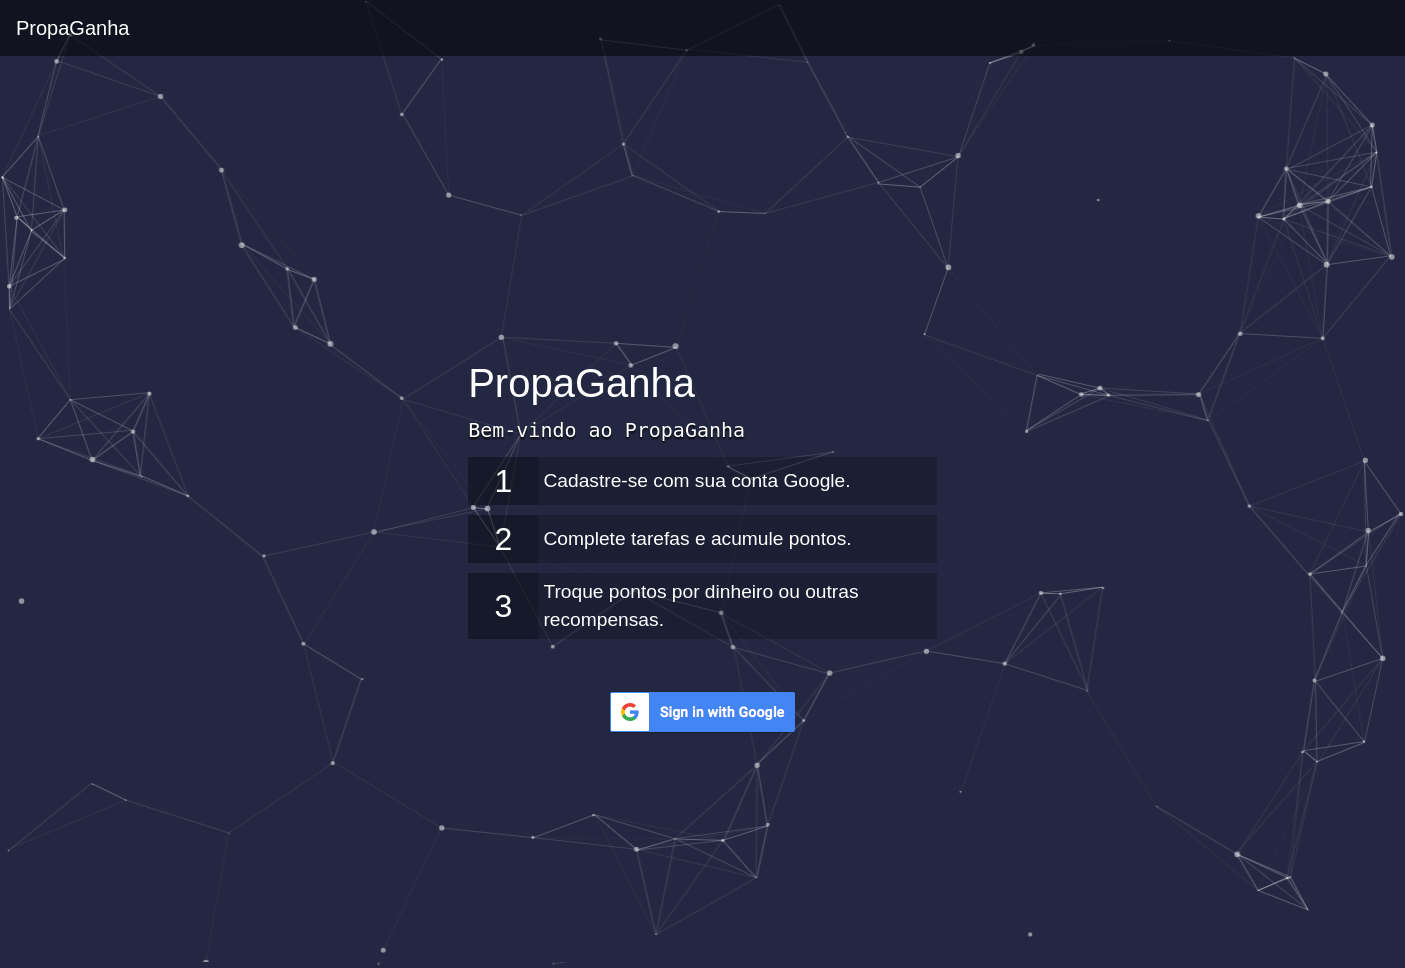 PropaGanha
PropaGanha
Bem-vindo ao PropaGanha
1 Cadastre-se com sua conta Google.
2 Complete tarefas e acumule pontos.
3 Troque pontos por dinheiro ou outras
recompensas.
Sign in with Google